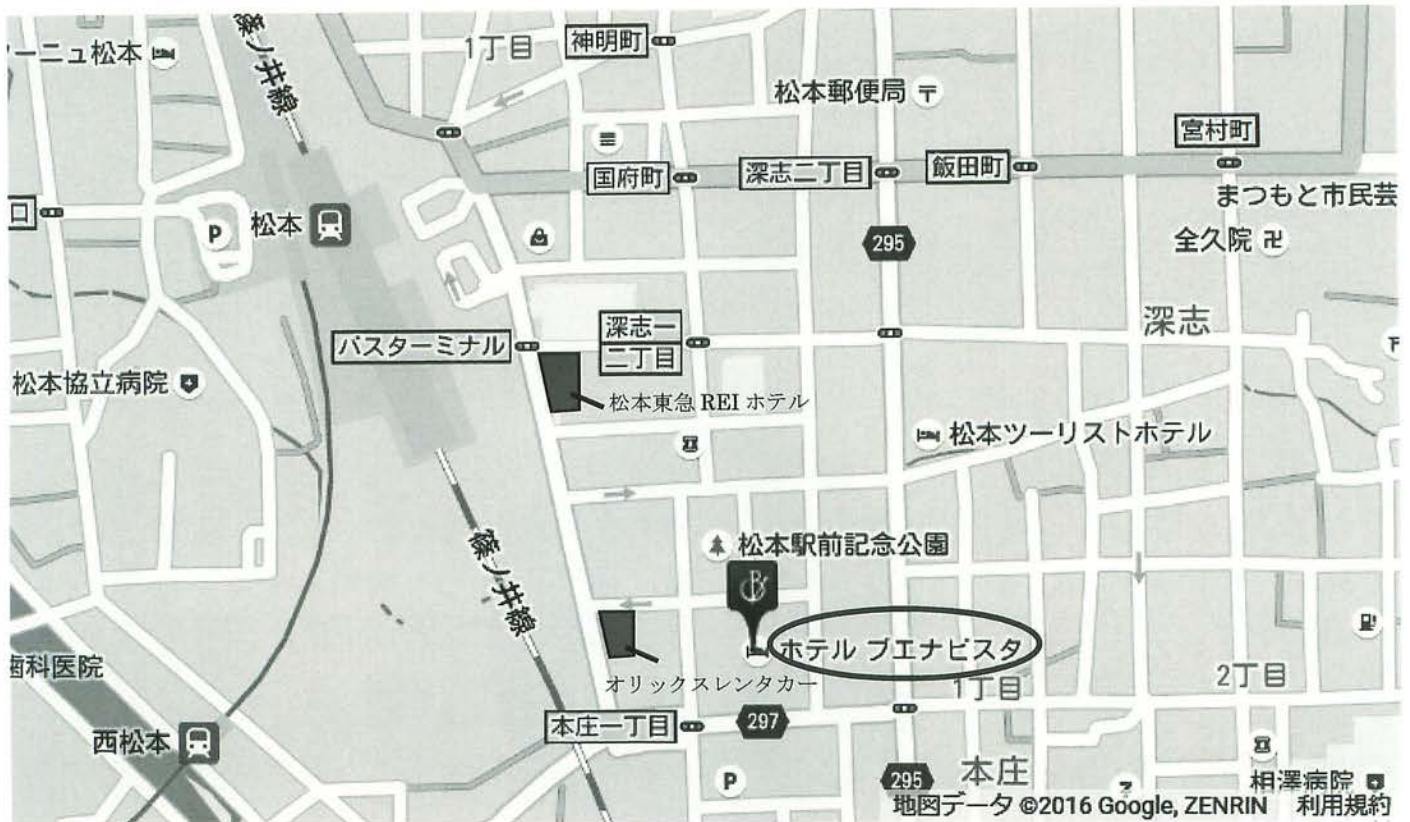 ーニュ松本
篠ノ井線
1丁目
神明町
松本郵便局
宮村町
国府町
深志二丁目
飯田町
まつもと市民芸
口
P
松本
295
全久院
深志
バスターミナル
深志一
二丁目
松本協立病院
松本東急 REI ホテル
松本ツーリストホテル
松本駅前記念公園
篠ノ井線
ホテル ブエナビスタ
歯科医院
オリックスレンタカー
1丁目
2丁目
西松本
本庄一丁目
297
P
295
本庄
相澤病院
地図データ ©2016 Google, ZENRIN 利用規約